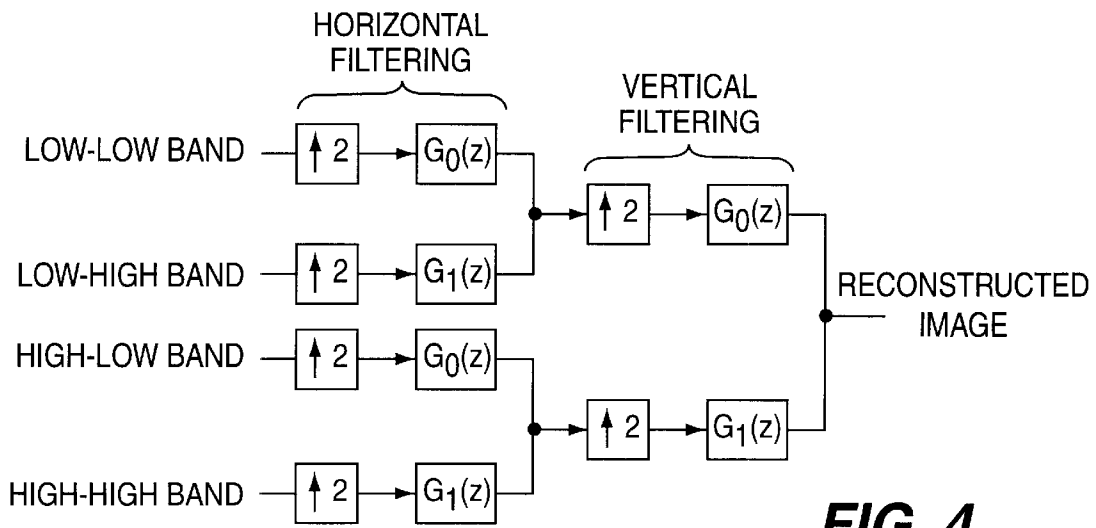 HORIZONTAL
FILTERING
VERTICAL
FILTERING
LOW-LOW BAND
↑ 2
G0(z)
↑ 2
G0(z)
LOW-HIGH BAND
↑ 2
G1(z)
RECONSTRUCTED
IMAGE
HIGH-LOW BAND
↑ 2
G0(z)
↑ 2
G1(z)
HIGH-HIGH BAND
↑ 2
G1(z)
FIG. 4